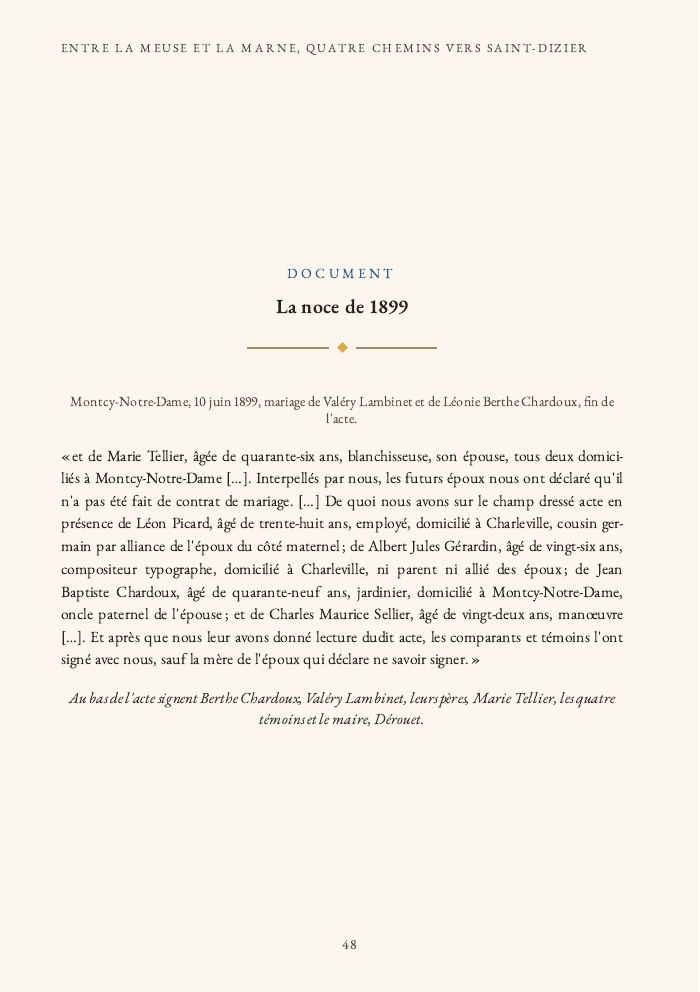 ENTRE LA MEUSE ET LA MARNE, QUATRE CHEMINS VERS SAINT-DIZIER
DOCUMENT
La noce de 1899
Montcy-Notre-Dame, 10 juin 1899, mariage de Valéry Lambinet et de Léonie Berthe Chardoux, fin de
l'acte.
« et de Marie Tellier, âgée de quarante-six ans, blanchisseuse, son épouse, tous deux domici-
liés à Montcy-Notre-Dame [...]. Interpellés par nous, les futurs époux nous ont déclaré qu'il
n'a pas été fait de contrat de mariage. [...] De quoi nous avons sur le champ dressé acte en
présence de Léon Picard, âgé de trente-huit ans, employé, domicilié à Charleville, cousin ger-
main par alliance de l'époux du côté maternel ; de Albert Jules Gérardin, âgé de vingt-six ans,
compositeur typographe, domicilié à Charleville, ni parent ni allié des époux ; de Jean
Baptiste Chardoux, âgé de quarante-neuf ans, jardinier, domicilié à Montcy-Notre-Dame,
oncle paternel de l'épouse ; et de Charles Maurice Sellier, âgé de vingt-deux ans, manœuvre
[...]. Et après que nous leur avons donné lecture dudit acte, les comparants et témoins l'ont
signé avec nous, sauf la mère de l'époux qui déclare ne savoir signer. »
Au bas de l'acte signent Berthe Chardoux, Valéry Lambinet, leurs pères, Marie Tellier, les quatre
témoins et le maire, Dérouet.
48